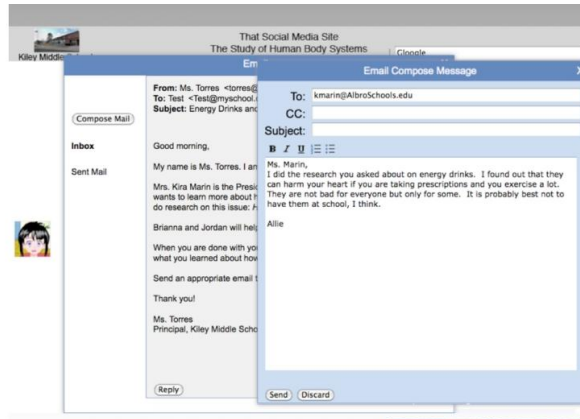 That Social Media Site
The Study of Human Body Systems
Kiley Middle
Gloogle
Em
Email Compose Message
X
From: Ms. Torres <torres@
To: Test <Test@myschool.
Subject: Energy Drinks and
Compose Mail
Inbox
Sent Mail
Good morning,
My name is Ms. Torres. I an
Mrs. Kira Marin is the Presic
wants to learn more about h
do research on this issue: H
Brianna and Jordan will help
When you are done with yo
what you learned about how
Send an appropriate email t
Thank you!
Ms. Torres
Principal, Kiley Middle Scho
Reply
To: kmarin@AlbroSchools.edu
CC:
Subject:
B I U
Ms. Marin,
I did the research you asked about on energy drinks. I found out that they
can harm your heart if you are taking prescriptions and you exercise a lot.
They are not bad for everyone but only for some. It is probably best not to
have them at school, I think.
Allie
Send Discard